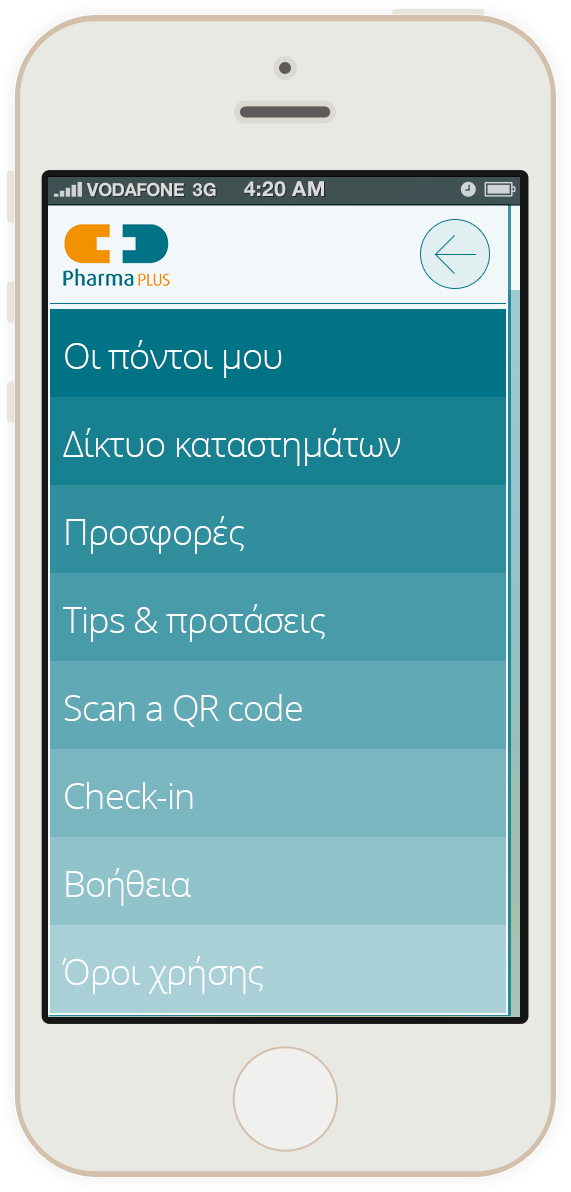 VODAFONE 3G 4:20 AM
Pharma PLUS
Οι πόντοι μου
Δίκτυο καταστημάτων
Προσφορές
Tips & προτάσεις
Scan a QR code
Check-in
Βοήθεια
Όροι χρήσης